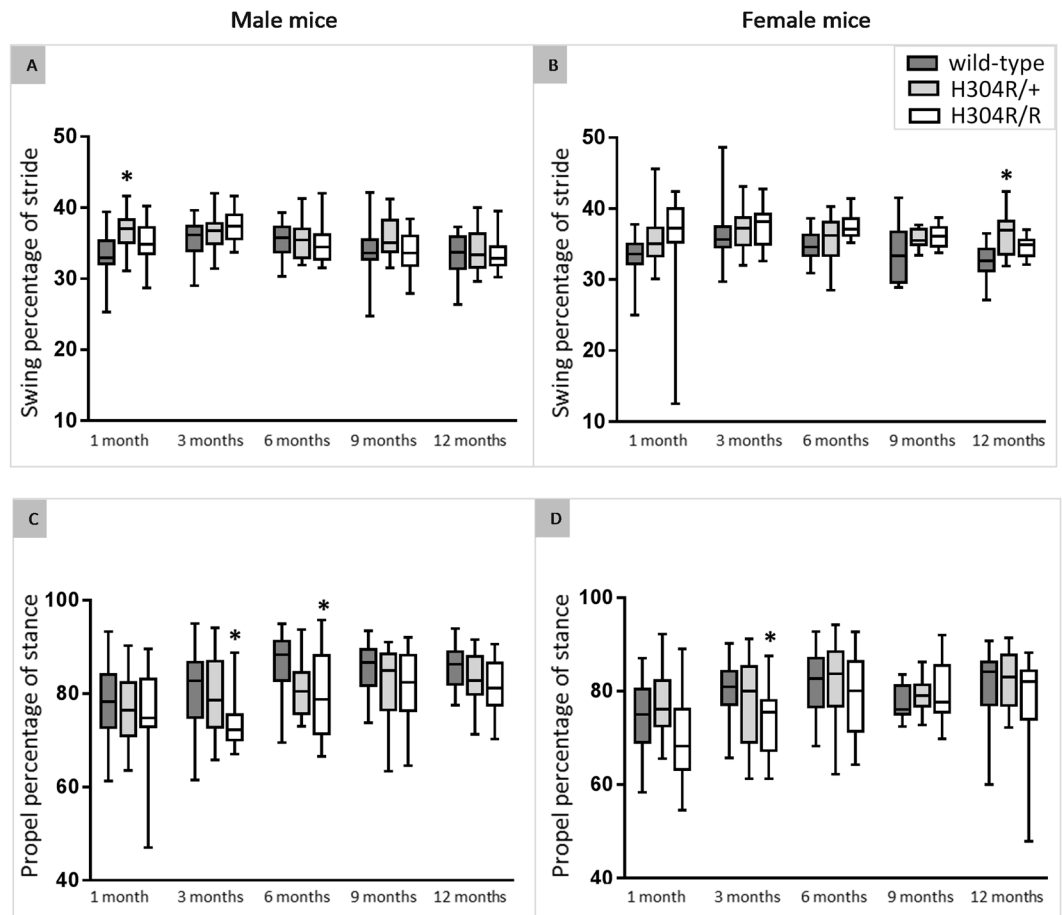 Male mice
Female mice
A
B
wild-type
H304R/+
H304R/R
Swing percentage of stride
50
40
30
20
10
*
1 month 3 months 6 months 9 months 12 months
Swing percentage of stride
50
40
30
20
10
*
1 month 3 months 6 months 9 months 12 months
C
D
Propel percentage of stance
100
80
60
40
*
*
1 month 3 months 6 months 9 months 12 months
Propel percentage of stance
100
80
60
40
*
1 month 3 months 6 months 9 months 12 months